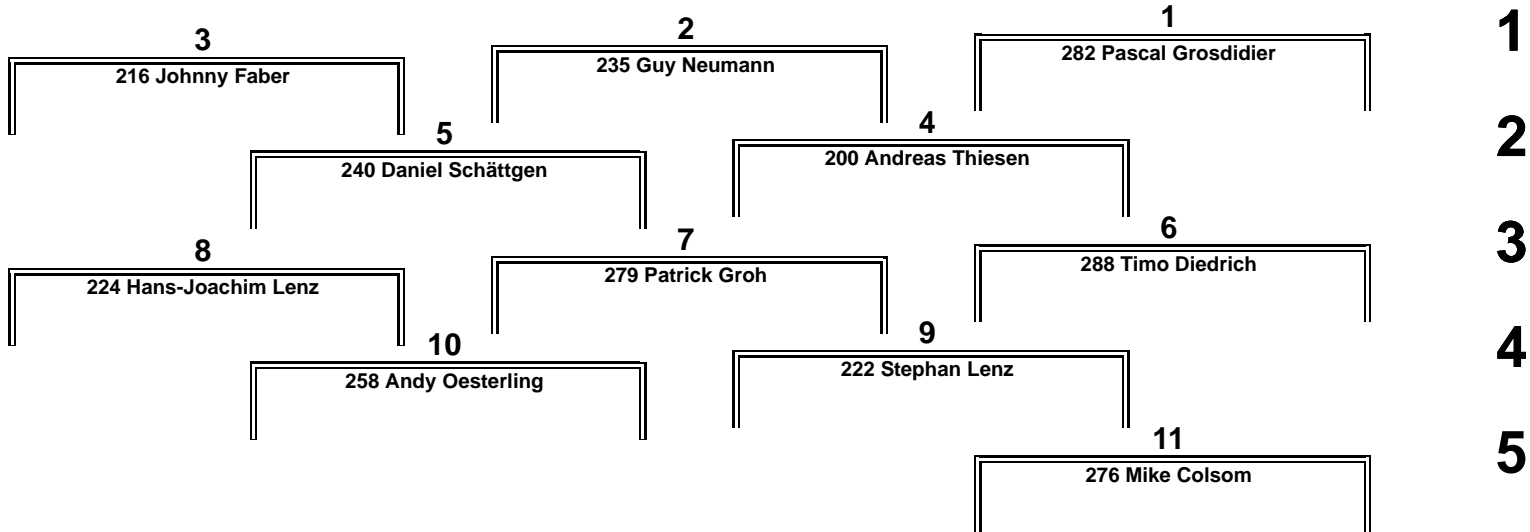 3 2 1 1
216 Johnny Faber 235 Guy Neumann 282 Pascal Grosdidier
5 4 2
240 Daniel Schättgen 200 Andreas Thiesen
8 7 6 3
224 Hans-Joachim Lenz 279 Patrick Groh 288 Timo Diedrich
10 9 4
258 Andy Oesterling 222 Stephan Lenz
11 5
276 Mike Colsom